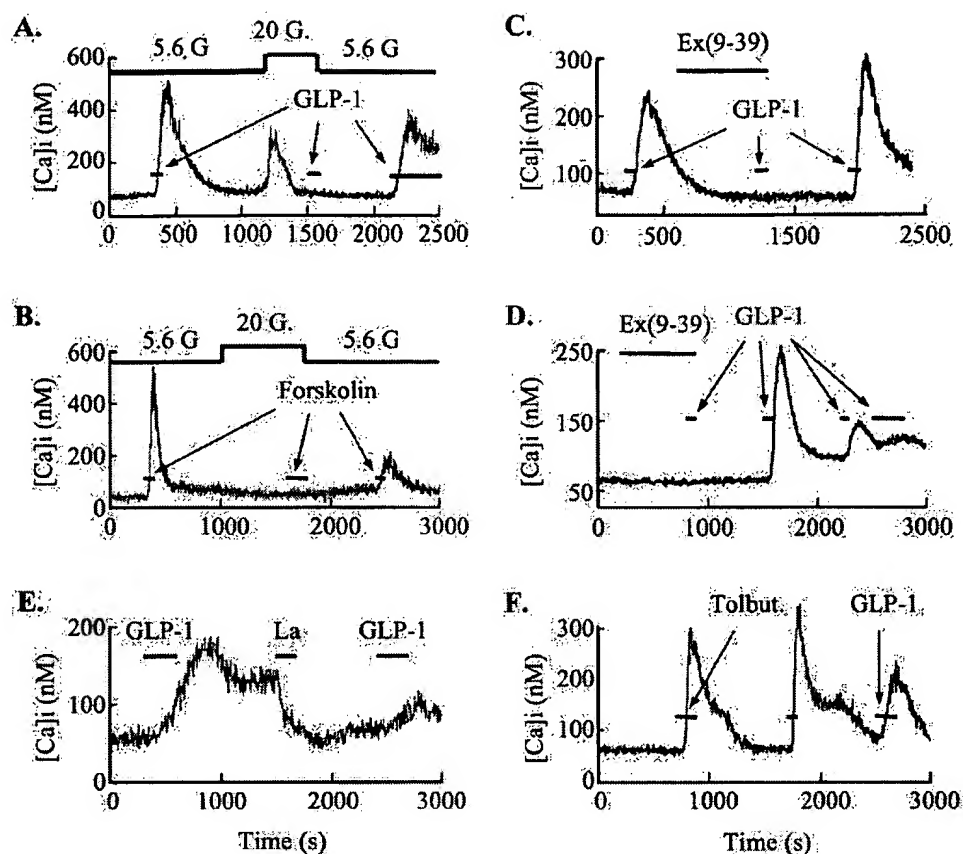 A.
5.6 G
20 G.
5.6 G
GLP-1
[Ca]i (nM)
600
400
200
0
0 500 1000 1500 2000 2500
C.
Ex(9-39)
GLP-1
[Ca]i (nM)
300
200
100
0 500 1500 2500
B.
5.6 G
20 G.
5.6 G
Forskolin
[Ca]i (nM)
600
400
200
0
0 1000 2000 3000
D.
Ex(9-39)
GLP-1
[Ca]i (nM)
250
150
50
0 1000 2000 3000
E.
GLP-1
La
GLP-1
[Ca]i (nM)
200
100
0
0 1000 2000 3000
Time (s)
F.
Tolbut.
GLP-1
[Ca]i (nM)
300
200
100
0
0 1000 2000 3000
Time (s)